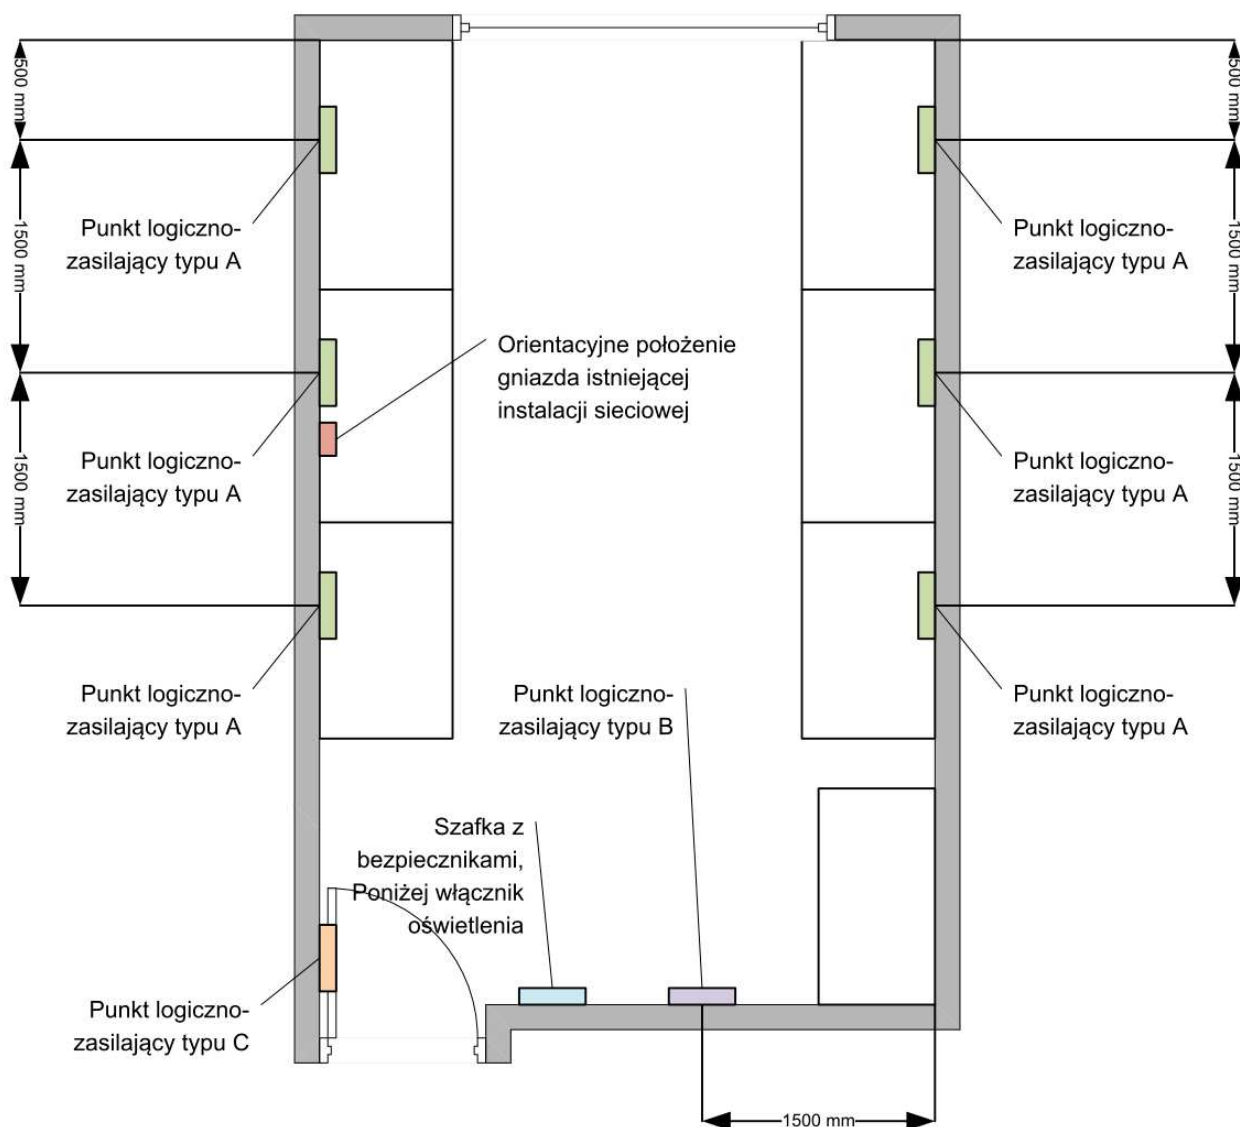 500 mm
500 mm
1500 mm
1500 mm
Punkt logiczno-
zasilający typu A
Punkt logiczno-
zasilający typu A
Orientacyjne położenie
gniazda istniejącej
instalacji sieciowej
1500 mm
1500 mm
Punkt logiczno-
zasilający typu A
Punkt logiczno-
zasilający typu A
Punkt logiczno-
zasilający typu A
Punkt logiczno-
zasilający typu B
Punkt logiczno-
zasilający typu A
Szafka z
bezpiecznikami,
Poniżej włącznik
oświetlenia
Punkt logiczno-
zasilający typu C
1500 mm